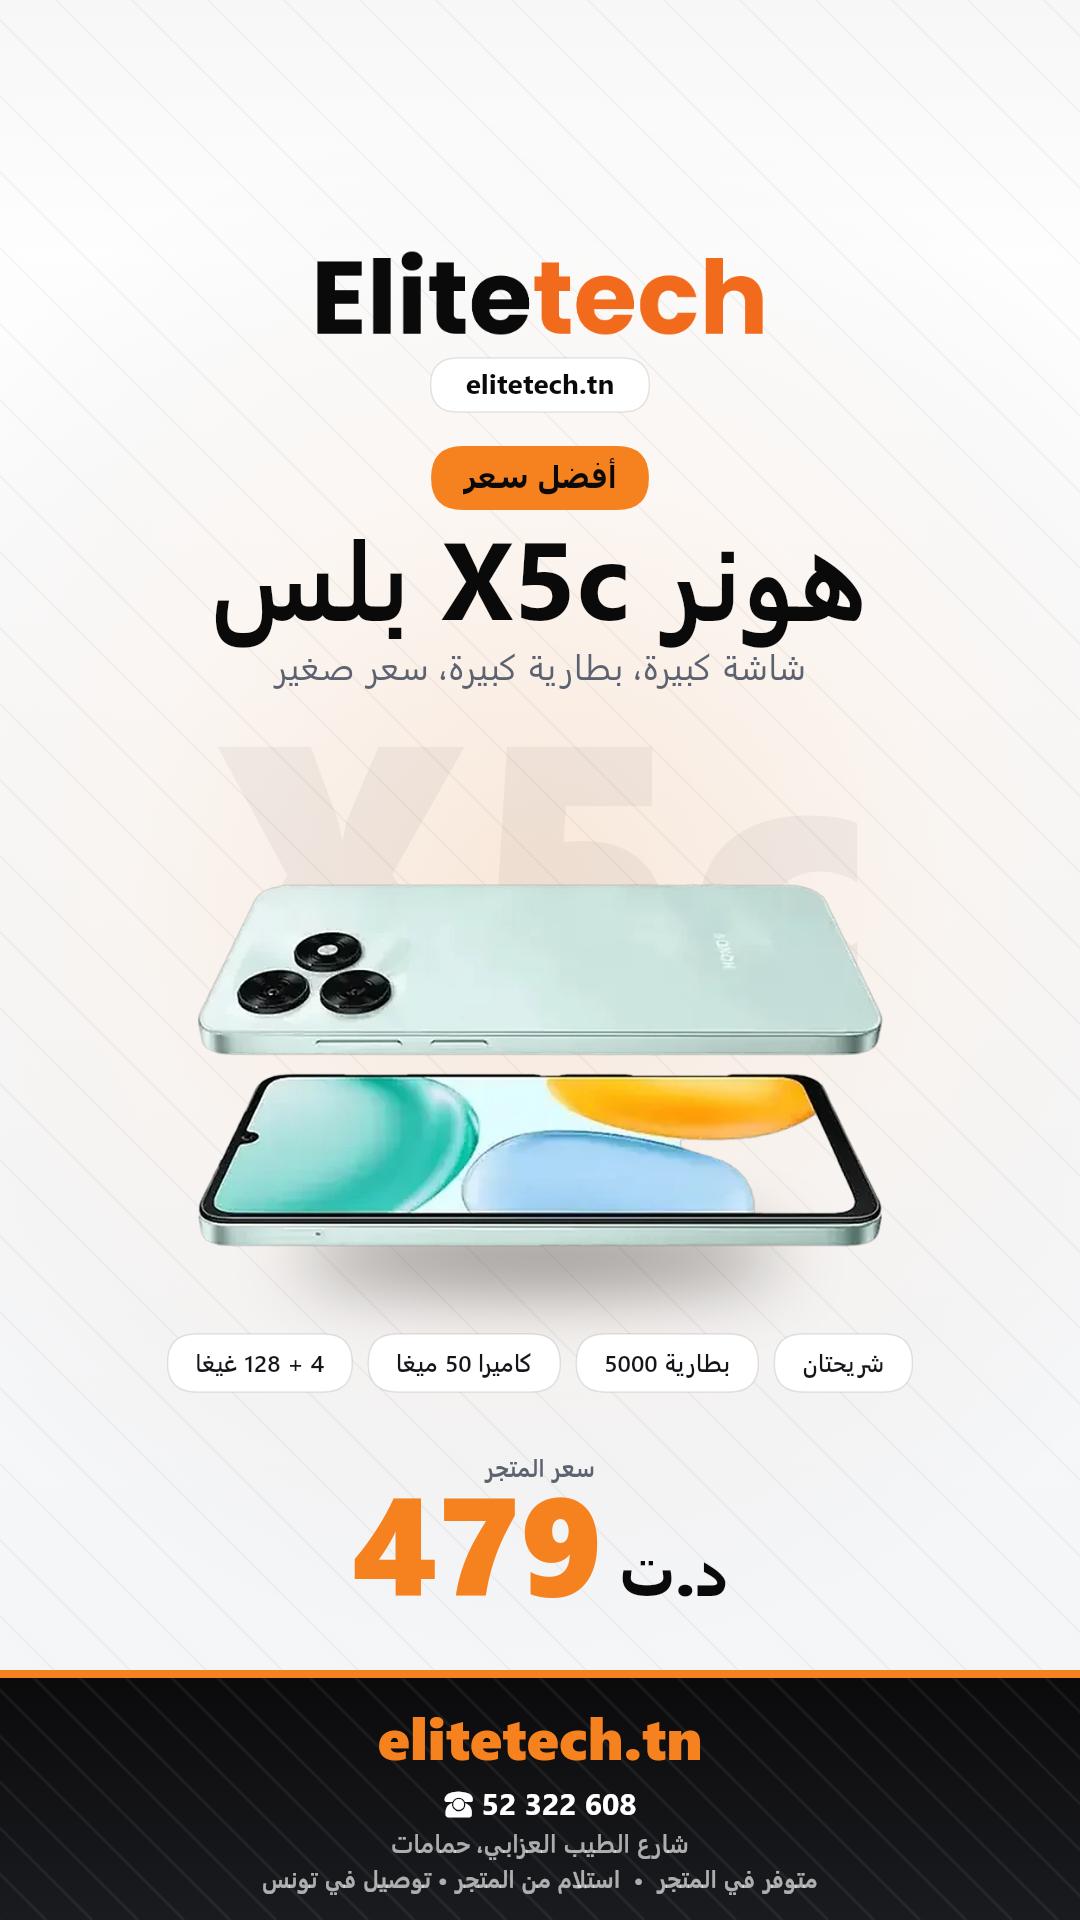 Elitetech
elitetech.tn
أفضل سعر
هونر X5c بلس
شاشة كبيرة، بطارية كبيرة، سعر صغير
X5c
HONOR
شريحتان
بطارية 5000
كاميرا 50 ميغا
4 + 128 غيغا
سعر المتجر
479 د.ت
elitetech.tn
☎ 52 322 608
شارع الطيب العزابي، حمامات
متوفر في المتجر • استلام من المتجر • توصيل في تونس